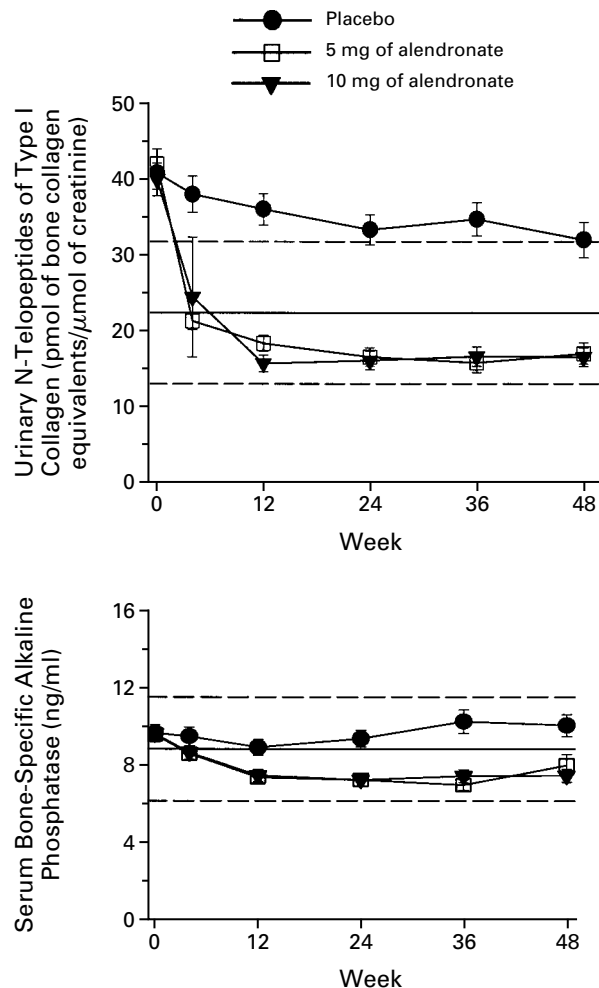 Placebo
5 mg of alendronate
10 mg of alendronate
Urinary N-Telopeptides of Type I
Collagen (pmol of bone collagen
equivalents/μmol of creatinine)
50
40
30
20
10
0
0 12 24 36 48
Week
Serum Bone-Specific Alkaline
Phosphatase (ng/ml)
16
12
8
4
0
0 12 24 36 48
Week